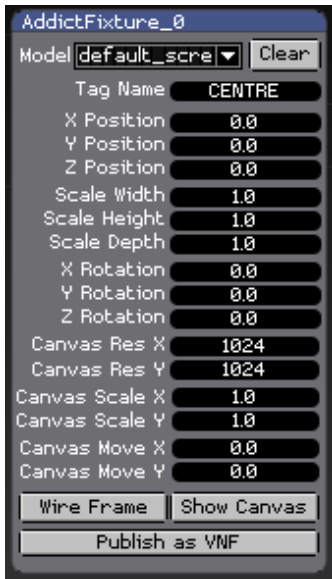 AddictFixture_0
Model default_scre Clear
Tag Name CENTRE
X Position 0.0
Y Position 0.0
Z Position 0.0
Scale Width 1.0
Scale Height 1.0
Scale Depth 1.0
X Rotation 0.0
Y Rotation 0.0
Z Rotation 0.0
Canvas Res X 1024
Canvas Res Y 1024
Canvas Scale X 1.0
Canvas Scale Y 1.0
Canvas Move X 0.0
Canvas Move Y 0.0
Wire Frame Show Canvas
Publish as VNF